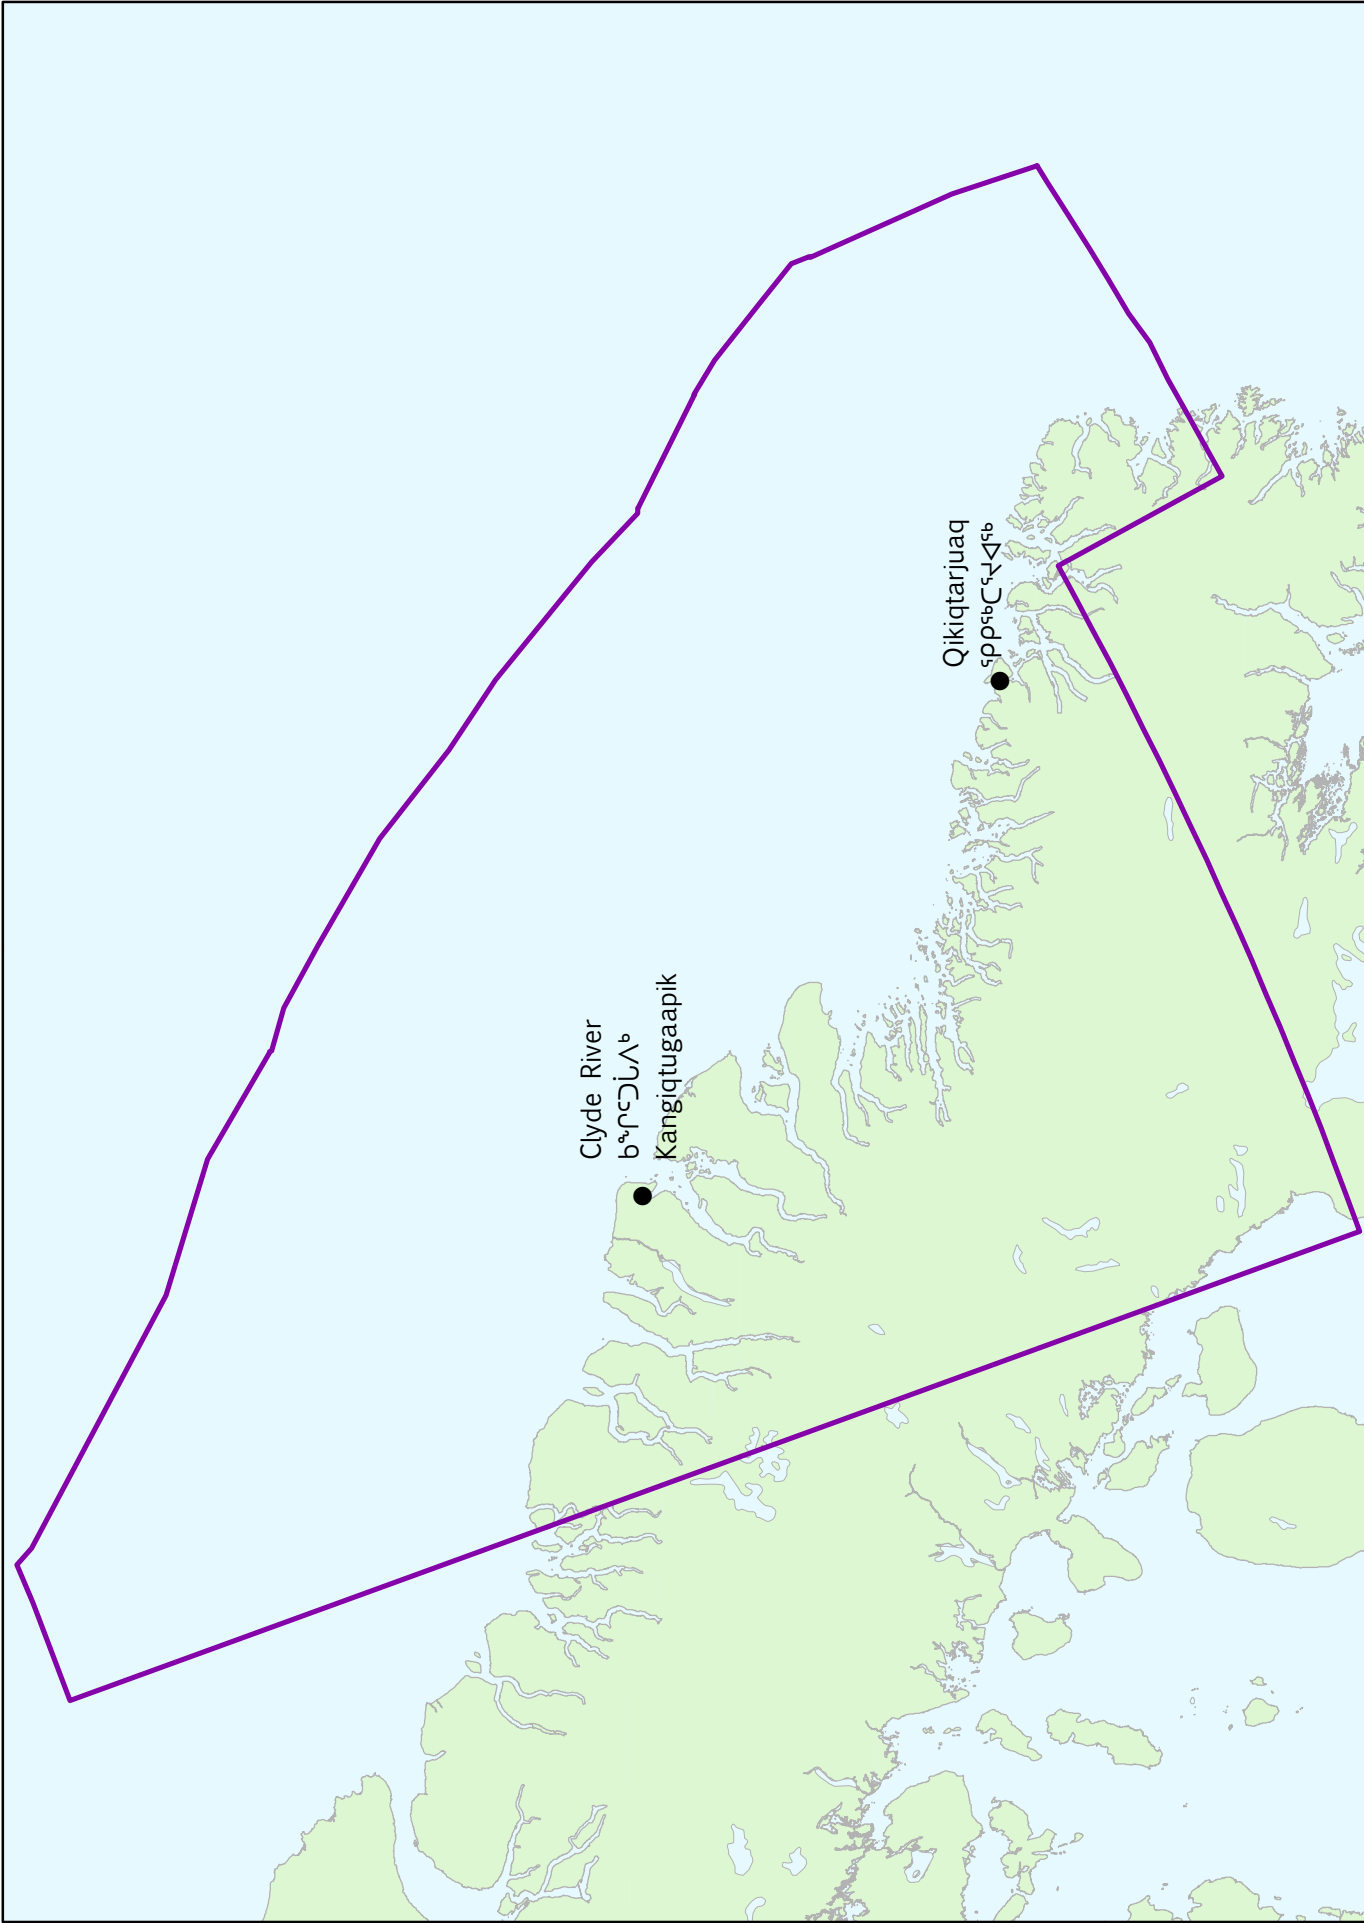 Clyde River
ᑲᖏᖅᑐᒑᐱᒃ
Kangiqtugaapik
Qikiqtarjuaq
ᕿᑭᖅᑕᕐᔪᐊᖅ